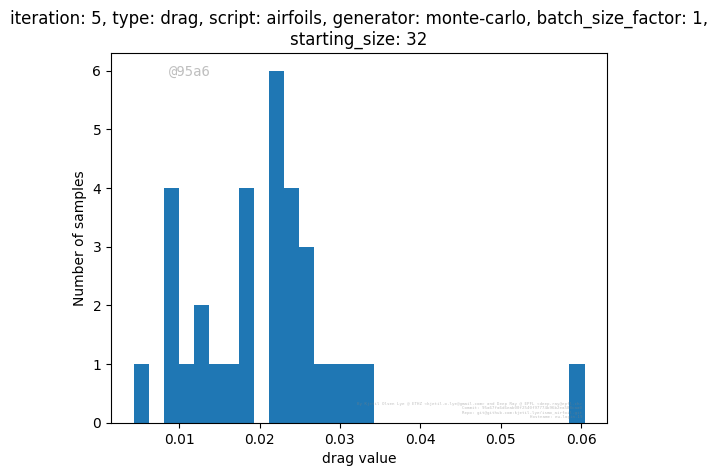 iteration: 5, type: drag, script: airfoils, generator: monte-carlo, batch_size_factor: 1,
starting_size: 32
@95a6
6
5
4
3
2
1
0
Number of samples
0.01 0.02 0.03 0.04 0.05 0.06
drag value